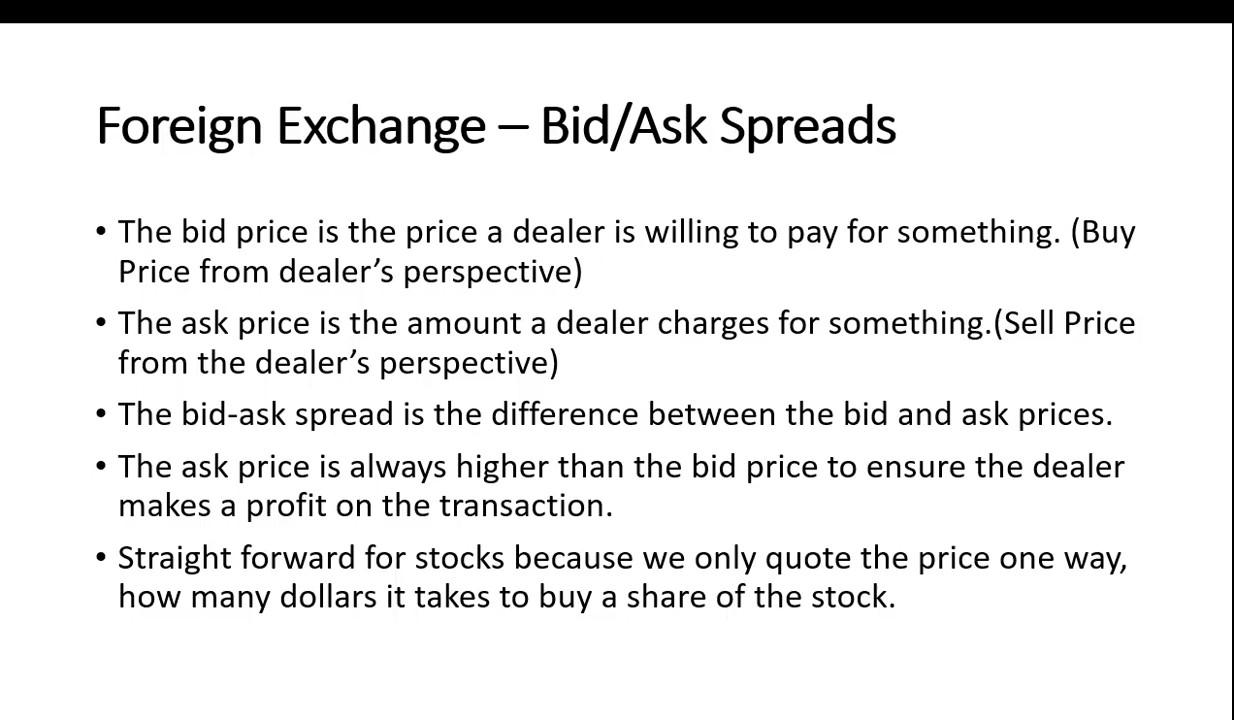 Foreign Exchange – Bid/Ask Spreads
• The bid price is the price a dealer is willing to pay for something. (Buy
Price from dealer’s perspective)
• The ask price is the amount a dealer charges for something.(Sell Price
from the dealer’s perspective)
• The bid-ask spread is the difference between the bid and ask prices.
• The ask price is always higher than the bid price to ensure the dealer
makes a profit on the transaction.
• Straight forward for stocks because we only quote the price one way,
how many dollars it takes to buy a share of the stock.